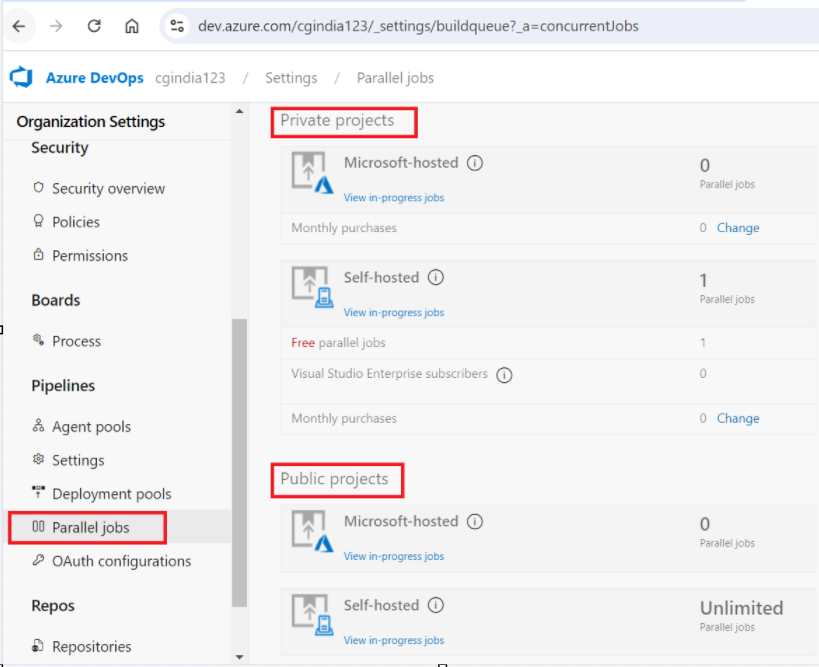 dev.azure.com/cgindia123/_settings/buildqueue?_a=concurrentJobs
Azure DevOps cgindia123 / Settings / Parallel jobs
Organization Settings
Security
Security overview
Policies
Permissions
Boards
Process
Pipelines
Agent pools
Settings
Deployment pools
Parallel jobs
OAuth configurations
Repos
Repositories
Private projects
Microsoft-hosted
0
View in-progress jobs
Parallel jobs
Monthly purchases 0 Change
Self-hosted
1
View in-progress jobs
Parallel jobs
Free parallel jobs 1
Visual Studio Enterprise subscribers 0
Monthly purchases 0 Change
Public projects
Microsoft-hosted
0
View in-progress jobs
Parallel jobs
Self-hosted
Unlimited
View in-progress jobs
Parallel jobs